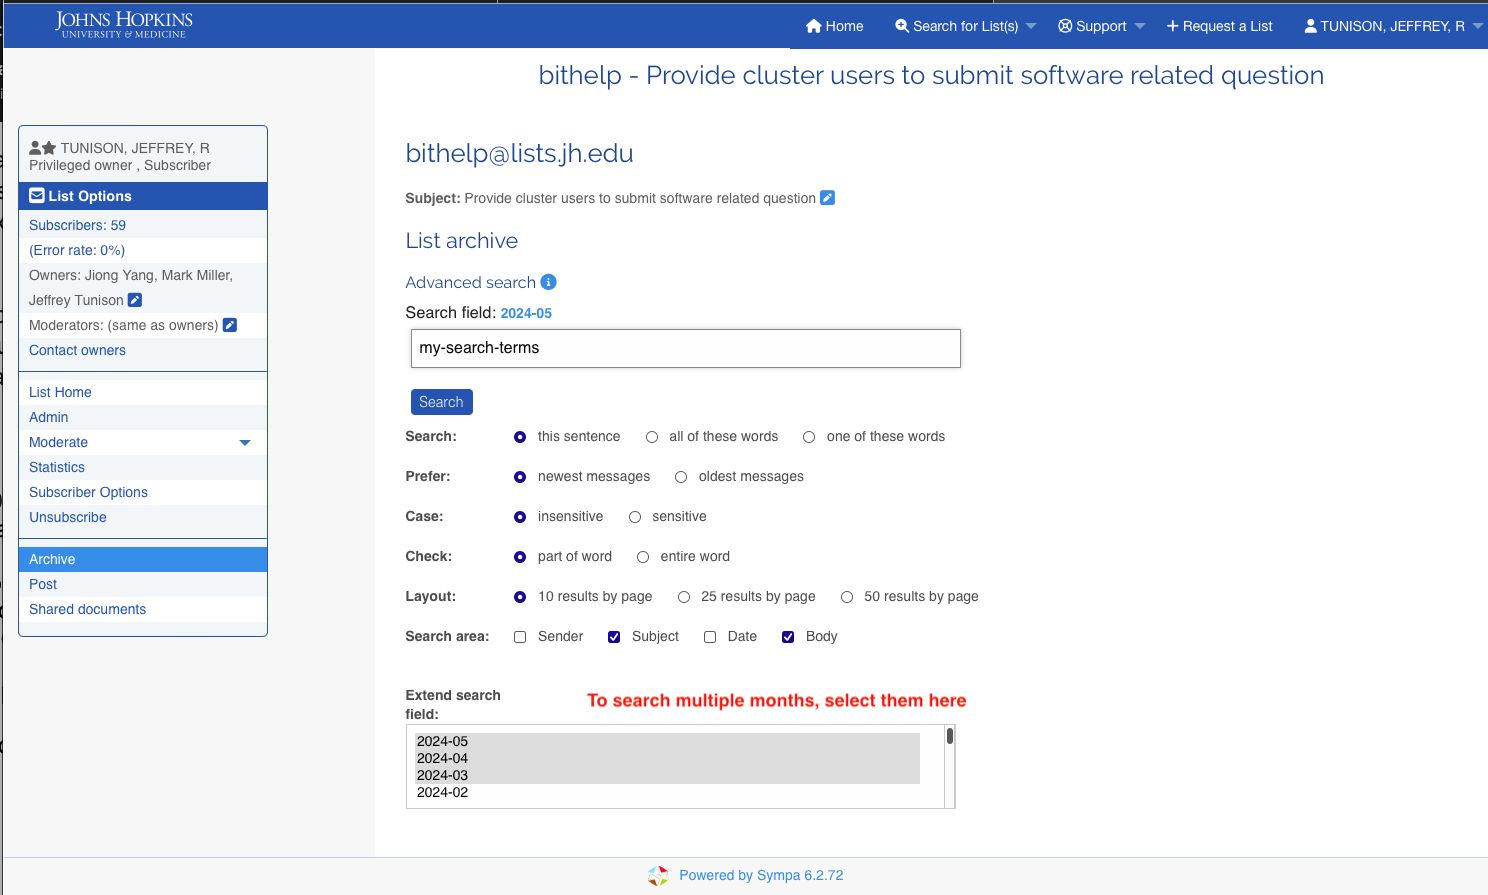 JOHNS HOPKINS
UNIVERSITY & MEDICINE
Home
Search for List(s)
Support
+ Request a List
TUNISON, JEFFREY, R
bithelp - Provide cluster users to submit software related question
TUNISON, JEFFREY, R
Privileged owner , Subscriber
List Options
Subscribers: 59
(Error rate: 0%)
Owners: Jiong Yang, Mark Miller,
Jeffrey Tunison
Moderators: (same as owners)
Contact owners
List Home
Admin
Moderate
Statistics
Subscriber Options
Unsubscribe
Archive
Post
Shared documents
bithelp@lists.jh.edu
Subject: Provide cluster users to submit software related question
List archive
Advanced search
Search field: 2024-05
my-search-terms
Search
Search: this sentence all of these words one of these words
Prefer: newest messages oldest messages
Case: insensitive sensitive
Check: part of word entire word
Layout: 10 results by page 25 results by page 50 results by page
Search area: Sender Subject Date Body
Extend search
field:
To search multiple months, select them here
2024-05
2024-04
2024-03
2024-02
Powered by Sympa 6.2.72